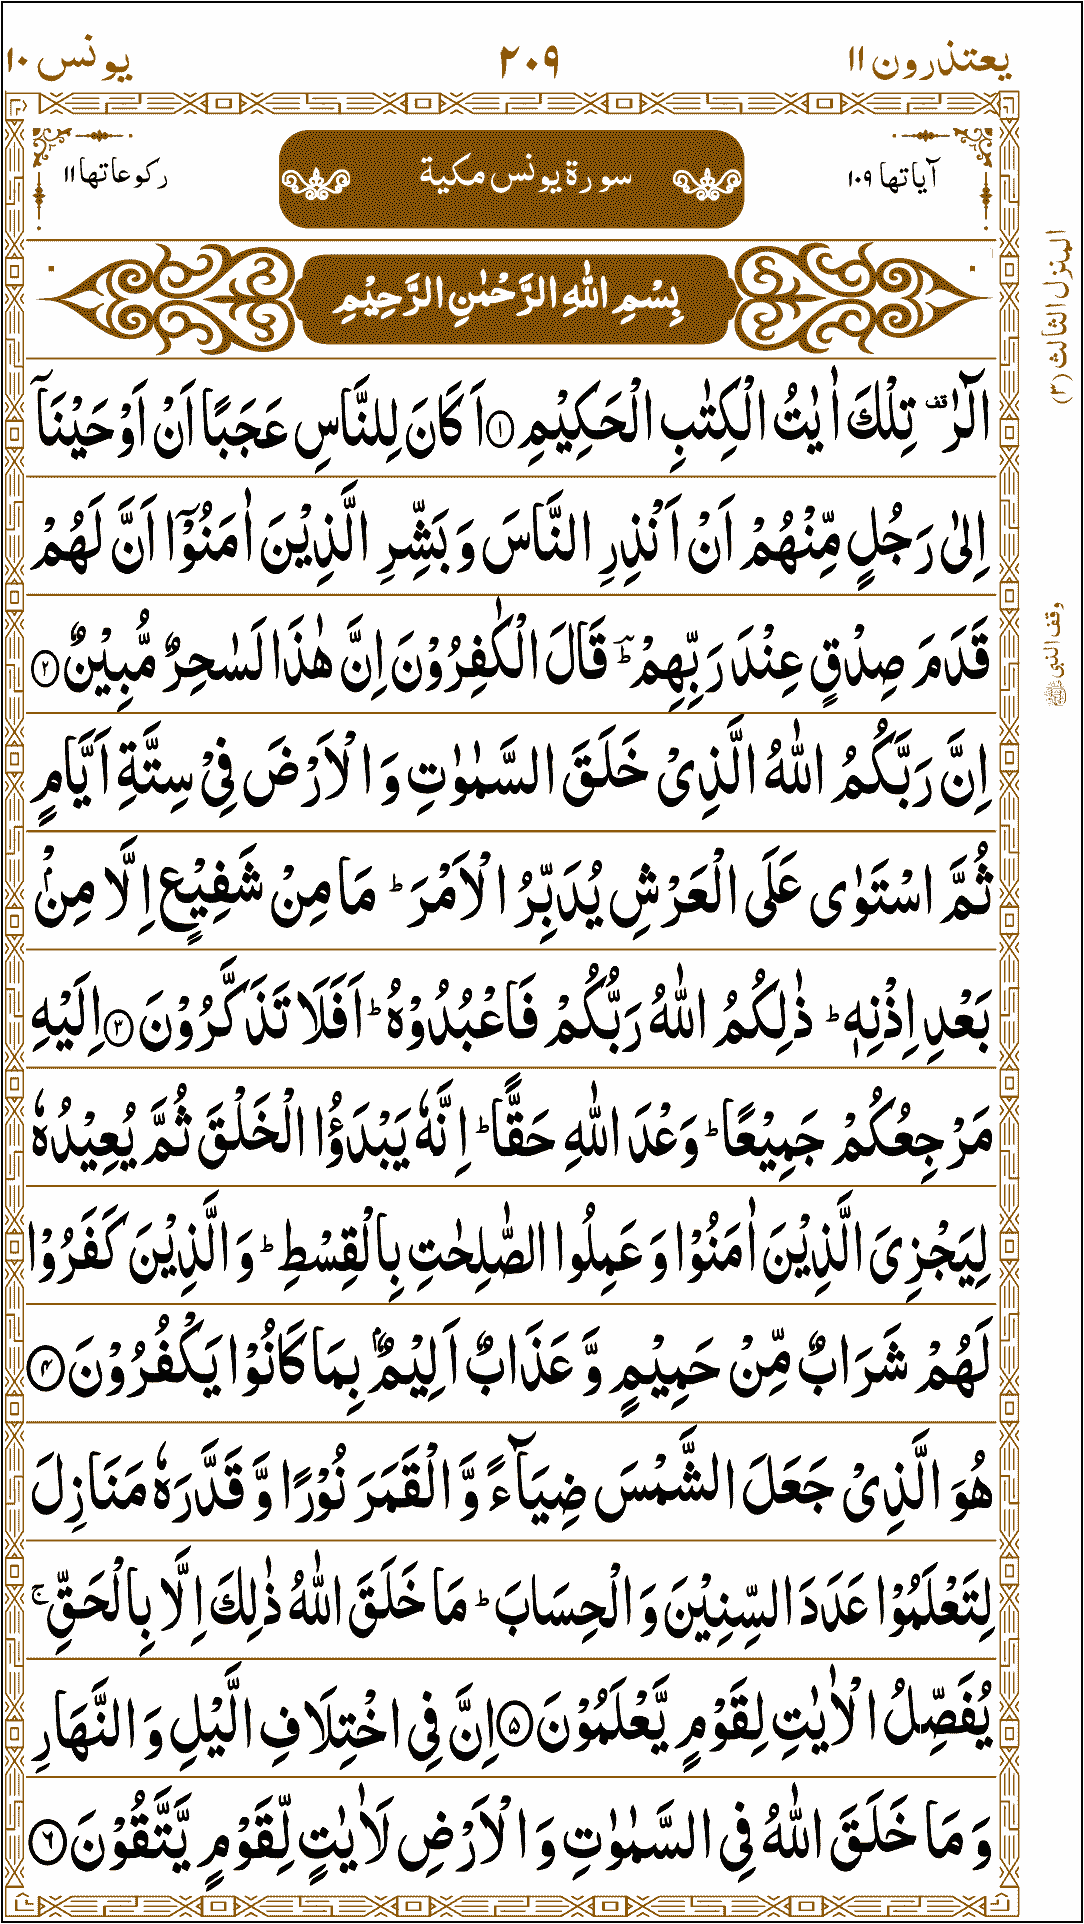 يعتذرون ١١
٢٠٩
يونس ١٠
آياتها ١٠٩
سورة يونس مكية
ركوعاتها ١١
بِسْمِ اللّٰهِ الرَّحْمٰنِ الرَّحِيْمِ
الٓرٰ ࣞقف تِلْكَ اٰيٰتُ الْكِتٰبِ الْحَكِيْمِ ١ اَكَانَ لِلنَّاسِ عَجَبًا اَنْ اَوْحَيْنَاۤ
اِلٰى رَجُلٍ مِّنْهُمْ اَنْ اَنْذِرِ النَّاسَ وَبَشِّرِ الَّذِيْنَ اٰمَنُوْۤا اَنَّ لَهُمْ
قَدَمَ صِدْقٍ عِنْدَ رَبِّهِمْؔؕ قَالَ الْكٰفِرُوْنَ اِنَّ هٰذَا لَسٰحِرٌ مُّبِيْنٌ ٢
اِنَّ رَبَّكُمُ اللّٰهُ الَّذِىْ خَلَقَ السَّمٰوٰتِ وَالْاَرْضَ فِىْ سِتَّةِ اَيَّامٍ
ثُمَّ اسْتَوٰى عَلَى الْعَرْشِ يُدَبِّرُ الْاَمْرَؕ مَا مِنْ شَفِيْعٍ اِلَّا مِنْۢ
بَعْدِ اِذْنِهٖؕ ذٰلِكُمُ اللّٰهُ رَبُّكُمْ فَاعْبُدُوْهُؕ اَفَلَا تَذَكَّرُوْنَ ٣ اِلَيْهِ
مَرْجِعُكُمْ جَمِيْعًاؕ وَعْدَ اللّٰهِ حَقًّاؕ اِنَّهٗ يَبْدَؤُا الْخَلْقَ ثُمَّ يُعِيْدُهٗ
لِيَجْزِىَ الَّذِيْنَ اٰمَنُوْا وَعَمِلُوا الصّٰلِحٰتِ بِالْقِسْطِؕ وَالَّذِيْنَ كَفَرُوْا
لَهُمْ شَرَابٌ مِّنْ حَمِيْمٍ وَّعَذَابٌ اَلِيْمٌۢ بِمَا كَانُوْا يَكْفُرُوْنَ ٤
هُوَ الَّذِىْ جَعَلَ الشَّمْسَ ضِيَآءً وَّالْقَمَرَ نُوْرًا وَّقَدَّرَهٗ مَنَازِلَ
لِتَعْلَمُوْا عَدَدَ السِّنِيْنَ وَالْحِسَابَؕ مَا خَلَقَ اللّٰهُ ذٰلِكَ اِلَّا بِالْحَقِّۚ
يُفَصِّلُ الْاٰيٰتِ لِقَوْمٍ يَّعْلَمُوْنَ ٥ اِنَّ فِى اخْتِلَافِ الَّيْلِ وَالنَّهَارِ
وَمَا خَلَقَ اللّٰهُ فِى السَّمٰوٰتِ وَالْاَرْضِ لَاٰيٰتٍ لِّقَوْمٍ يَّتَّقُوْنَ ٦
المنزل الثالث (٣)
وقف النبی ﷺ